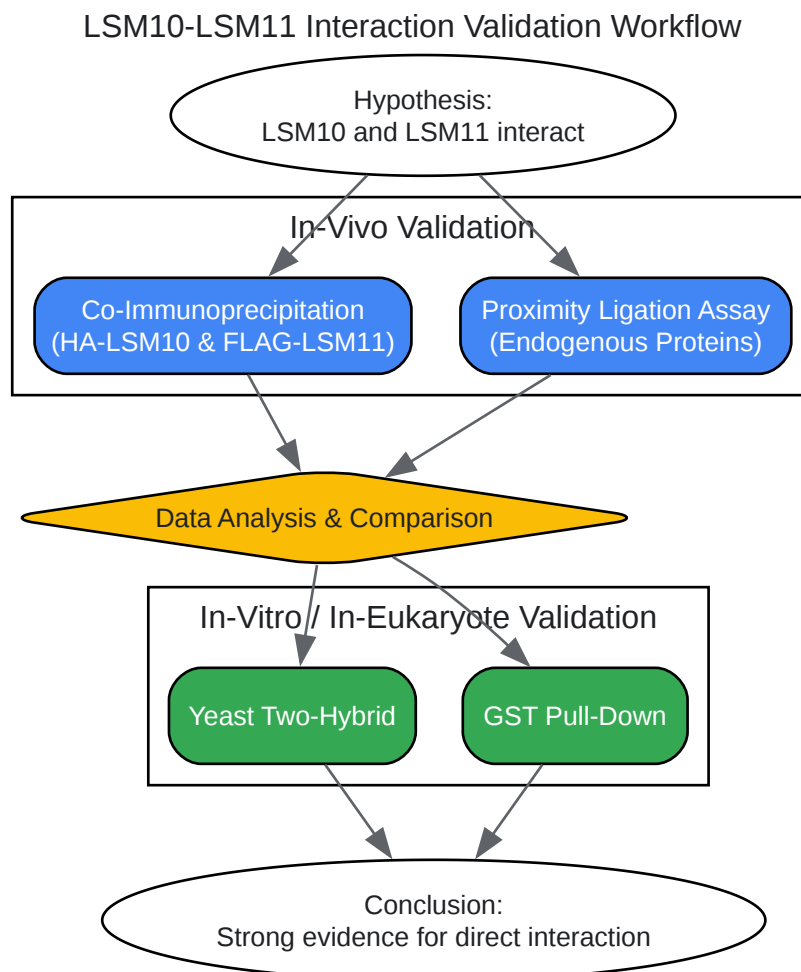 LSM10-LSM11 Interaction Validation Workflow
Hypothesis:
LSM10 and LSM11 interact
In-Vivo Validation
Co-Immunoprecipitation
(HA-LSM10 & FLAG-LSM11)
Proximity Ligation Assay
(Endogenous Proteins)
Data Analysis & Comparison
In-Vitro / In-Eukaryote Validation
Yeast Two-Hybrid
GST Pull-Down
Conclusion:
Strong evidence for direct interaction